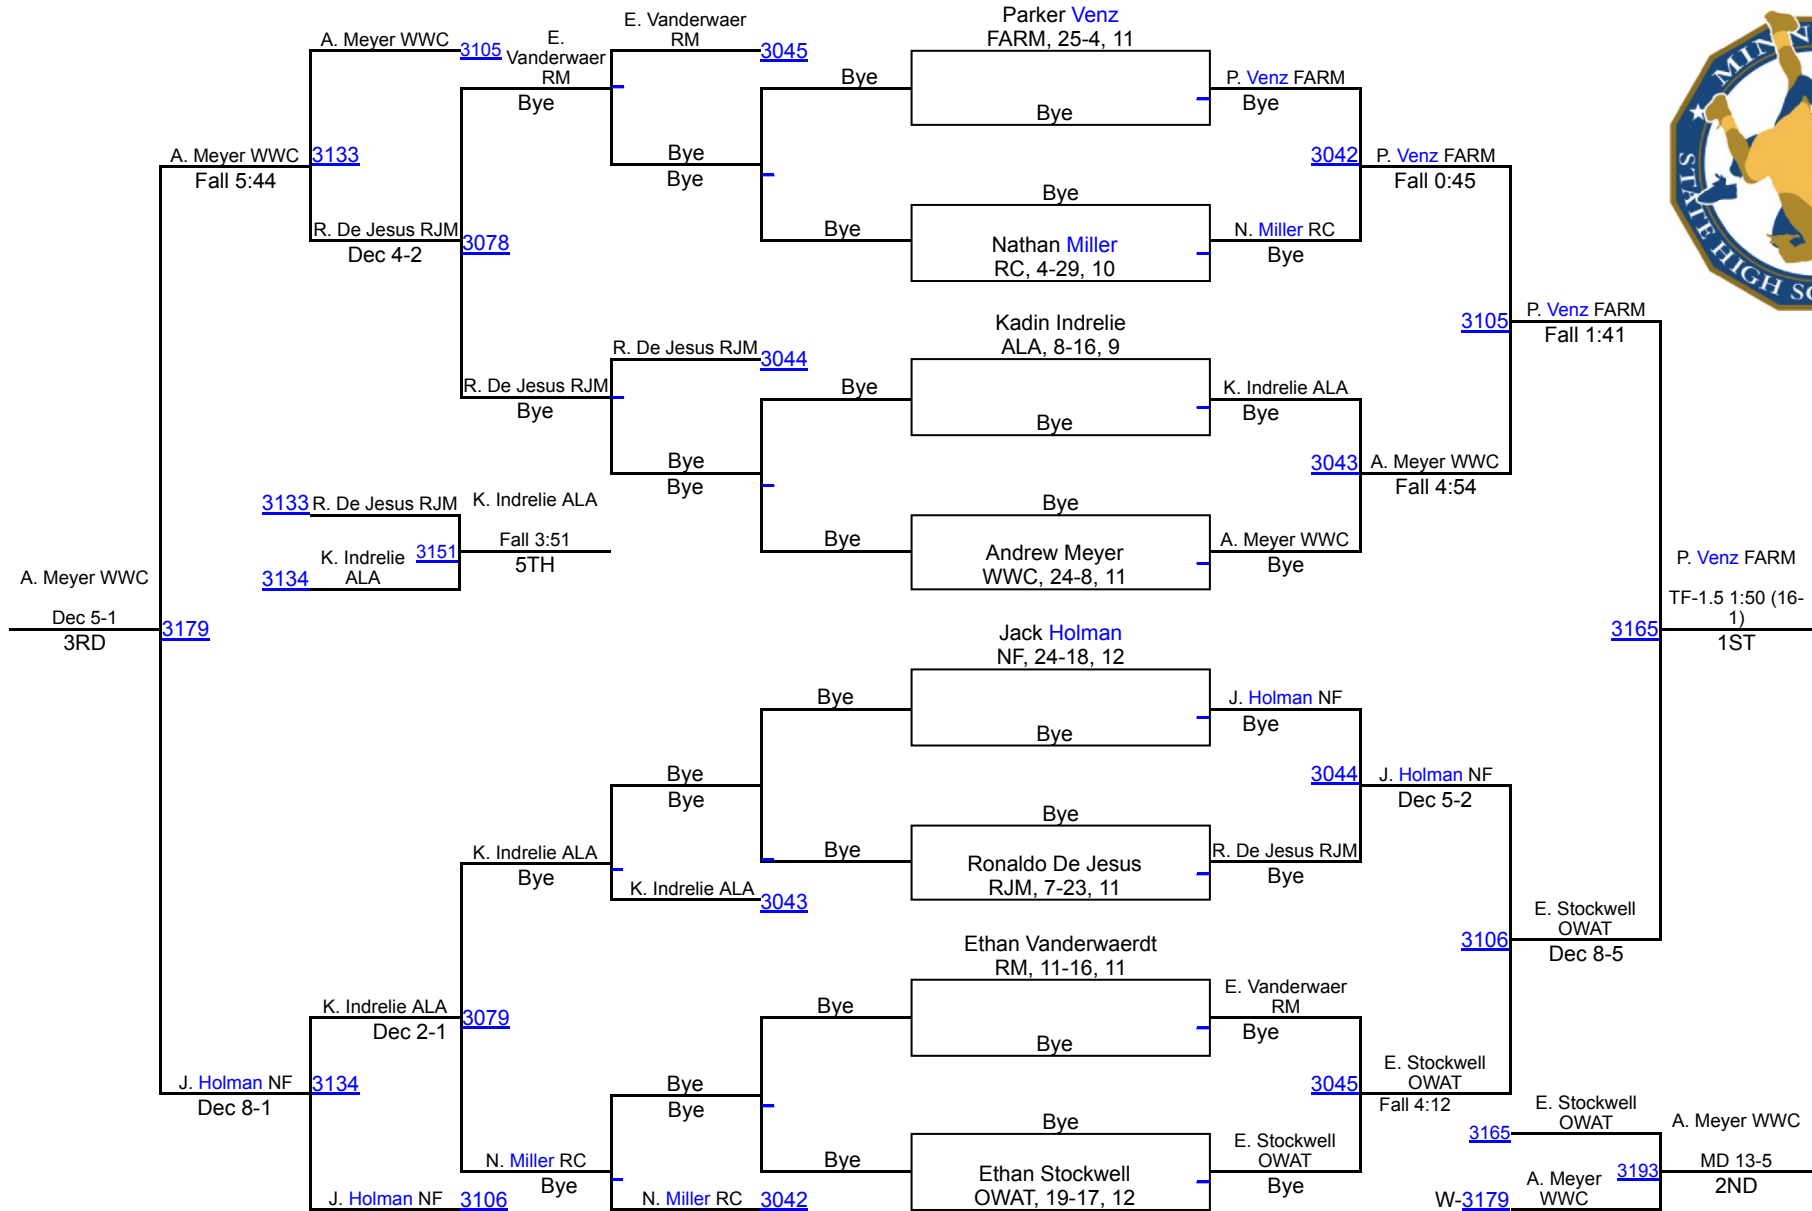 Parker Venz
FARM, 25-4, 11
E. Vanderwaer
RM
3045
A. Meyer WWC
3105
E.
Vanderwaer
RM
Bye
Bye
Bye
P. Venz FARM
Bye
A. Meyer WWC
3133
Fall 5:44
Bye
Bye
3042
P. Venz FARM
Fall 0:45
R. De Jesus RJM
3078
Dec 4-2
Bye
Bye
Nathan Miller
RC, 4-29, 10
N. Miller RC
Bye
3105
P. Venz FARM
Fall 1:41
Kadin Indrelie
ALA, 8-16, 9
R. De Jesus RJM
3044
R. De Jesus RJM
Bye
Bye
Bye
K. Indrelie ALA
Bye
Bye
Bye
3043
A. Meyer WWC
Fall 4:54
3133
R. De Jesus RJM
K. Indrelie ALA
Fall 3:51
5TH
K. Indrelie
ALA
3151
3134
Bye
Bye
Andrew Meyer
WWC, 24-8, 11
A. Meyer WWC
Bye
A. Meyer WWC
Dec 5-1
3RD
3179
P. Venz FARM
TF-1.5 1:50 (16-
1)
1ST
3165
Jack Holman
NF, 24-18, 12
Bye
Bye
J. Holman NF
Bye
Bye
Bye
3044
J. Holman NF
Dec 5-2
K. Indrelie ALA
Bye
K. Indrelie ALA
3043
Bye
Bye
Ronaldo De Jesus
RJM, 7-23, 11
R. De Jesus RJM
Bye
3106
E. Stockwell
OWAT
Dec 8-5
Ethan Vanderwaerdt
RM, 11-16, 11
K. Indrelie ALA
3079
Dec 2-1
Bye
Bye
E. Vanderwaer
RM
Bye
J. Holman NF
3134
Dec 8-1
Bye
Bye
3045
E. Stockwell
OWAT
Fall 4:12
N. Miller RC
Bye
Bye
Bye
Ethan Stockwell
OWAT, 19-17, 12
E. Stockwell
OWAT
Bye
J. Holman NF
3106
N. Miller RC
3042
E. Stockwell
OWAT
3165
A. Meyer WWC
MD 13-5
2ND
3193
A. Meyer
WWC
W-3179